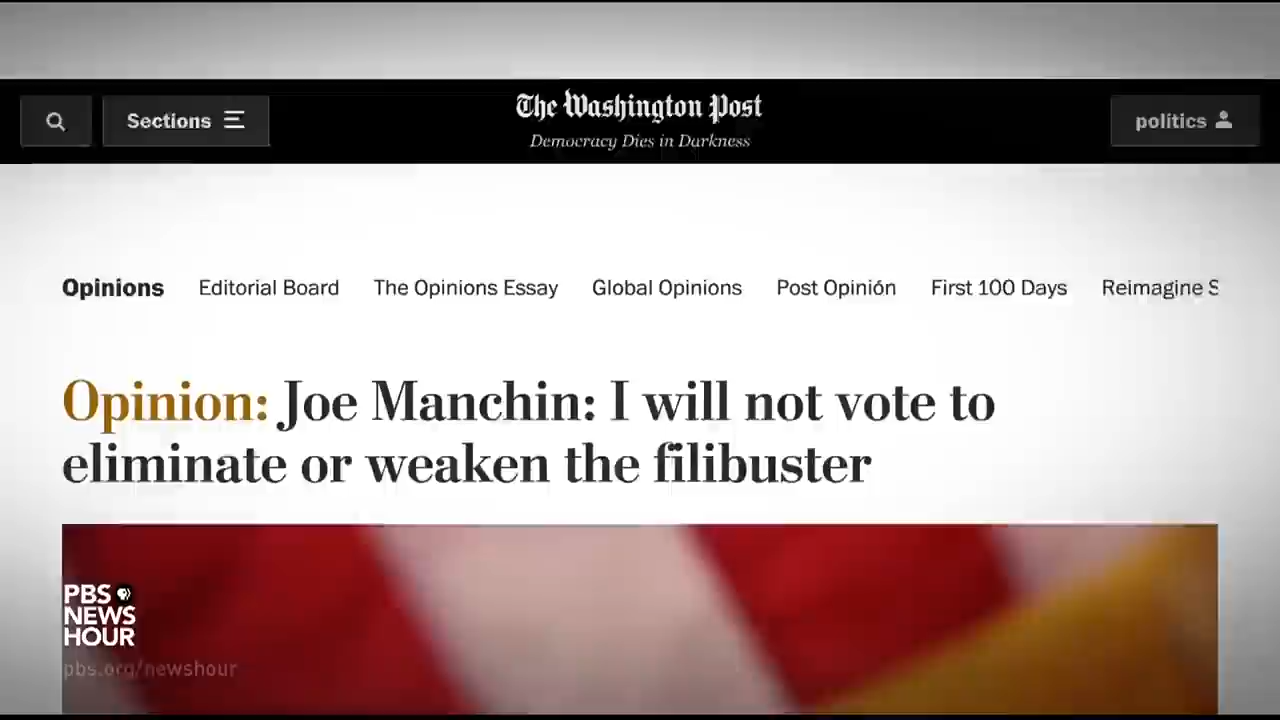 The Washington Post
Democracy Dies in Darkness
Sections
politics
Opinions Editorial Board The Opinions Essay Global Opinions Post Opinión First 100 Days Reimagine S
Opinion: Joe Manchin: I will not vote to
eliminate or weaken the filibuster
PBS
NEWS
HOUR
pbs.org/newshour